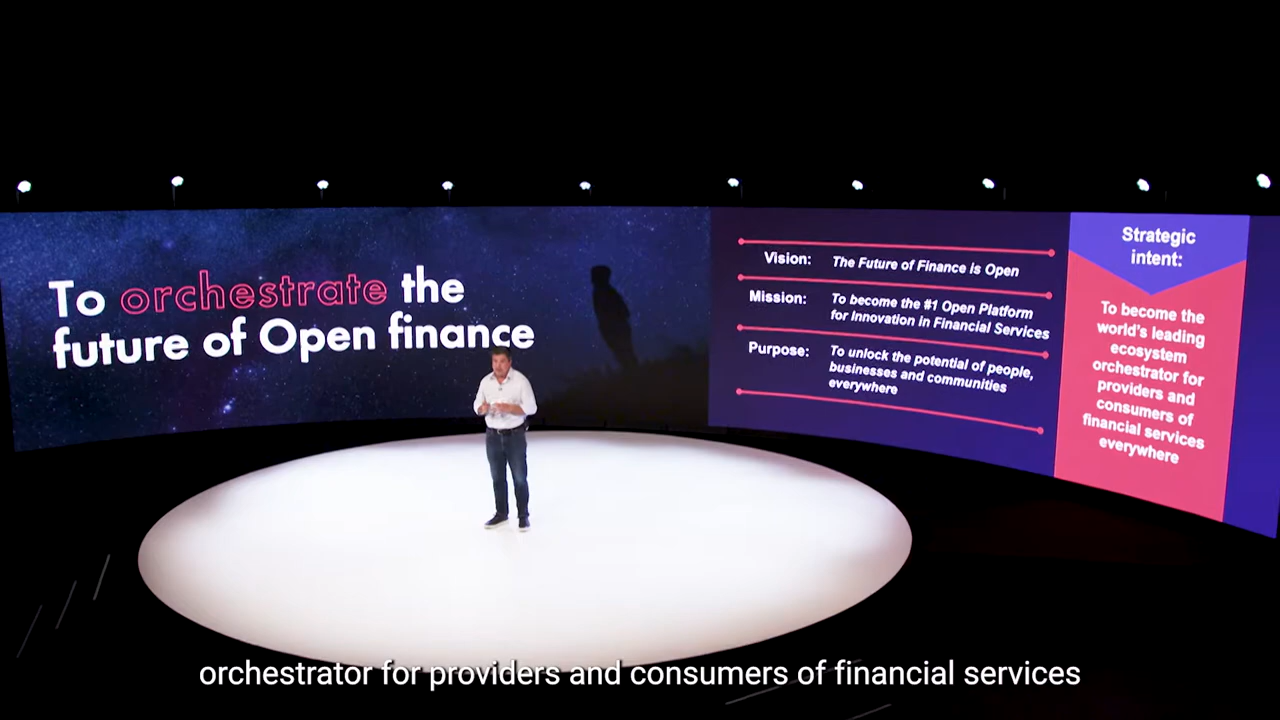 To orchestrate the
future of Open finance
Vision: The Future of Finance is Open
Mission: To become the #1 Open Platform
for Innovation in Financial Services
Purpose: To unlock the potential of people,
businesses and communities
everywhere
Strategic
intent:
To become the
world's leading
ecosystem
orchestrator for
providers and
consumers of
financial services
everywhere
orchestrator for providers and consumers of financial services